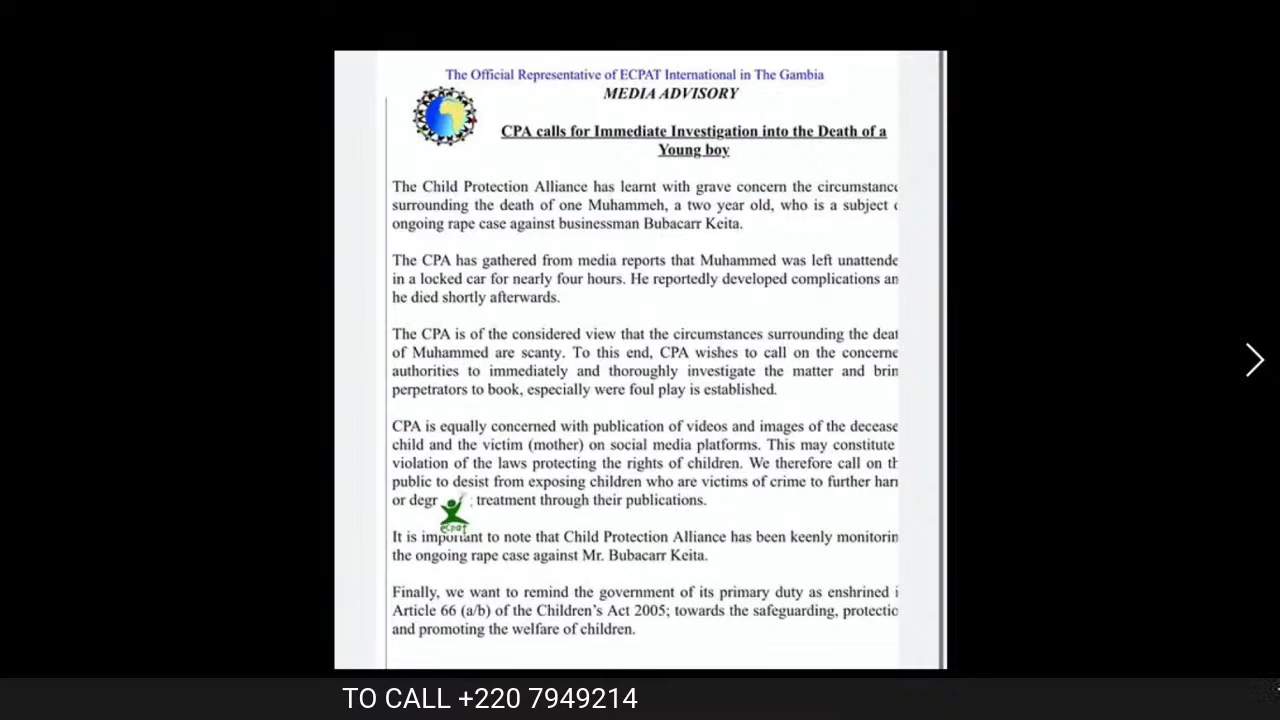 The Official Representative of ECPAT International in The Gambia
MEDIA ADVISORY
CPA calls for Immediate Investigation into the Death of a
Young boy
The Child Protection Alliance has learnt with grave concern the circumstanc
surrounding the death of one Muhammeh, a two year old, who is a subject
ongoing rape case against businessman Bubacarr Keita.
The CPA has gathered from media reports that Muhammed was left unattende
in a locked car for nearly four hours. He reportedly developed complications an
he died shortly afterwards.
The CPA is of the considered view that the circumstances surrounding the deat
of Muhammed are scanty. To this end, CPA wishes to call on the concerne
authorities to immediately and thoroughly investigate the matter and brin
perpetrators to book, especially were foul play is established.
CPA is equally concerned with publication of videos and images of the decease
child and the victim (mother) on social media platforms. This may constitute
violation of the laws protecting the rights of children. We therefore call on th
public to desist from exposing children who are victims of crime to further har
or degr treatment through their publications.
ecpat
It is important to note that Child Protection Alliance has been keenly monitorin
the ongoing rape case against Mr. Bubacarr Keita.
Finally, we want to remind the government of its primary duty as enshrined i
Article 66 (a/b) of the Children's Act 2005; towards the safeguarding, protectio
and promoting the welfare of children.
TO CALL +220 7949214